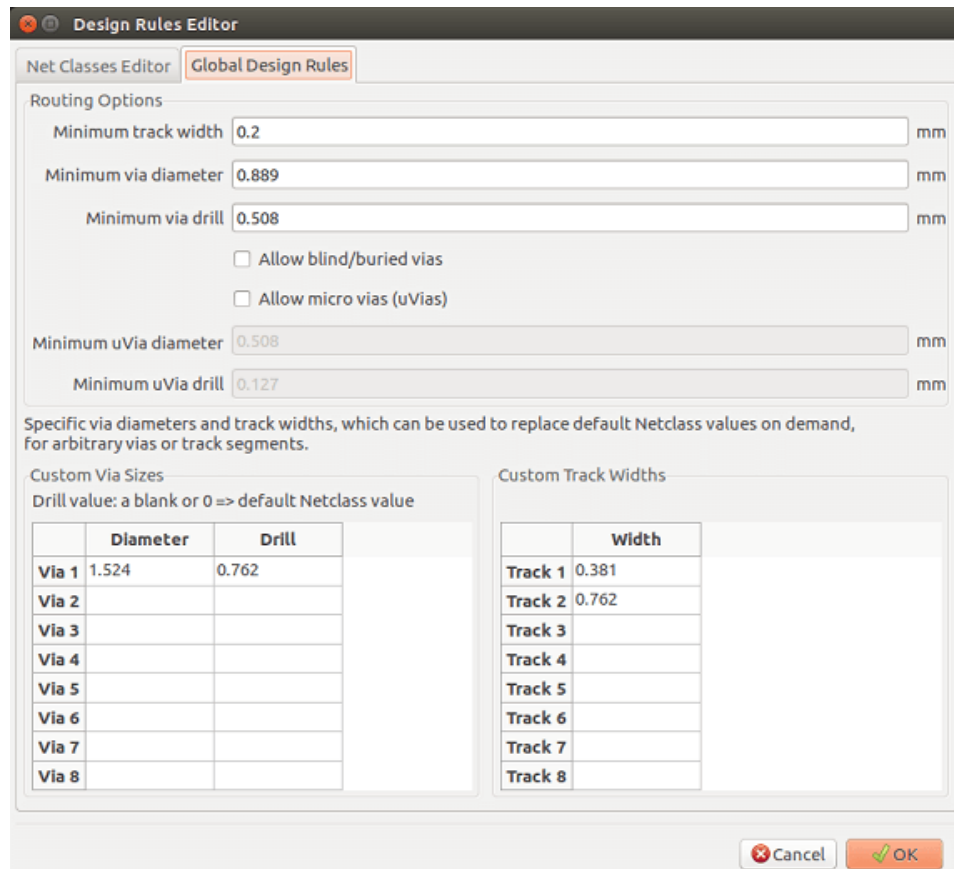 Design Rules Editor
Net Classes Editor Global Design Rules
Routing Options
Minimum track width 0.2 mm
Minimum via diameter 0.889 mm
Minimum via drill 0.508 mm
Allow blind/buried vias
Allow micro vias (uVias)
Minimum uVia diameter 0.508 mm
Minimum uVia drill 0.127 mm
Specific via diameters and track widths, which can be used to replace default Netclass values on demand,
for arbitrary vias or track segments.
Custom Via Sizes
Drill value: a blank or 0 => default Netclass value
Diameter Drill
Via 1 1.524 0.762
Via 2
Via 3
Via 4
Via 5
Via 6
Via 7
Via 8
Custom Track Widths
Width
Track 1 0.381
Track 2 0.762
Track 3
Track 4
Track 5
Track 6
Track 7
Track 8
Cancel OK